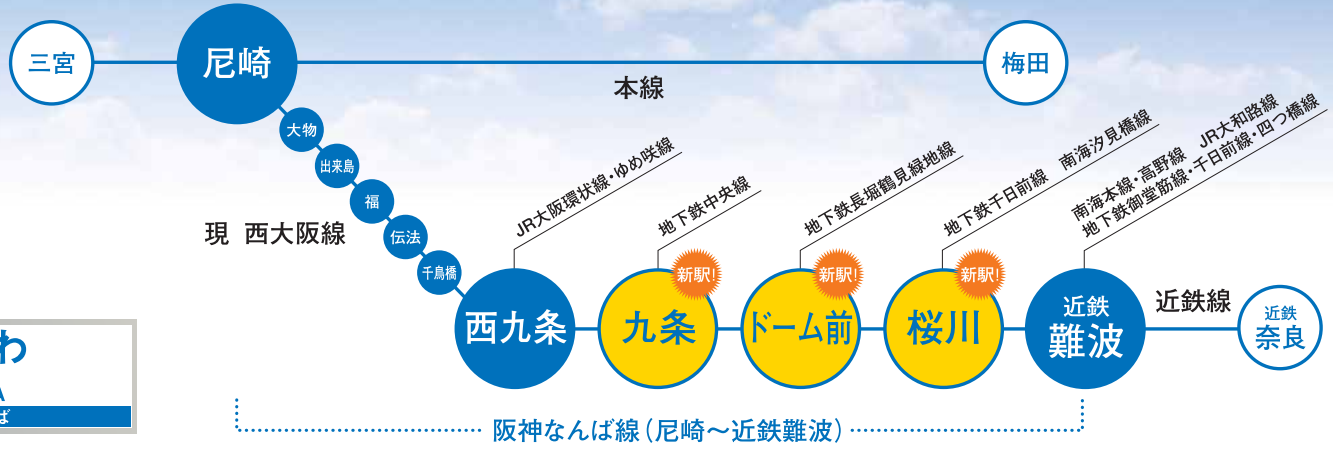 三宮
尼崎
梅田
本線
大物
出来島
福
伝法
千鳥橋
現 西大阪線
JR大阪環状線・ゆめ咲線
地下鉄中央線
地下鉄長堀鶴見緑地線
地下鉄千日前線 南海汐見橋線
南海本線・高野線 JR大和路線
地下鉄御堂筋線・千日前線・四つ橋線
西九条
新駅!
九条
新駅!
ドーム前
新駅!
桜川
近鉄
難波
近鉄線
近鉄
奈良
わ
A
ば
阪神なんば線(尼崎～近鉄難波)